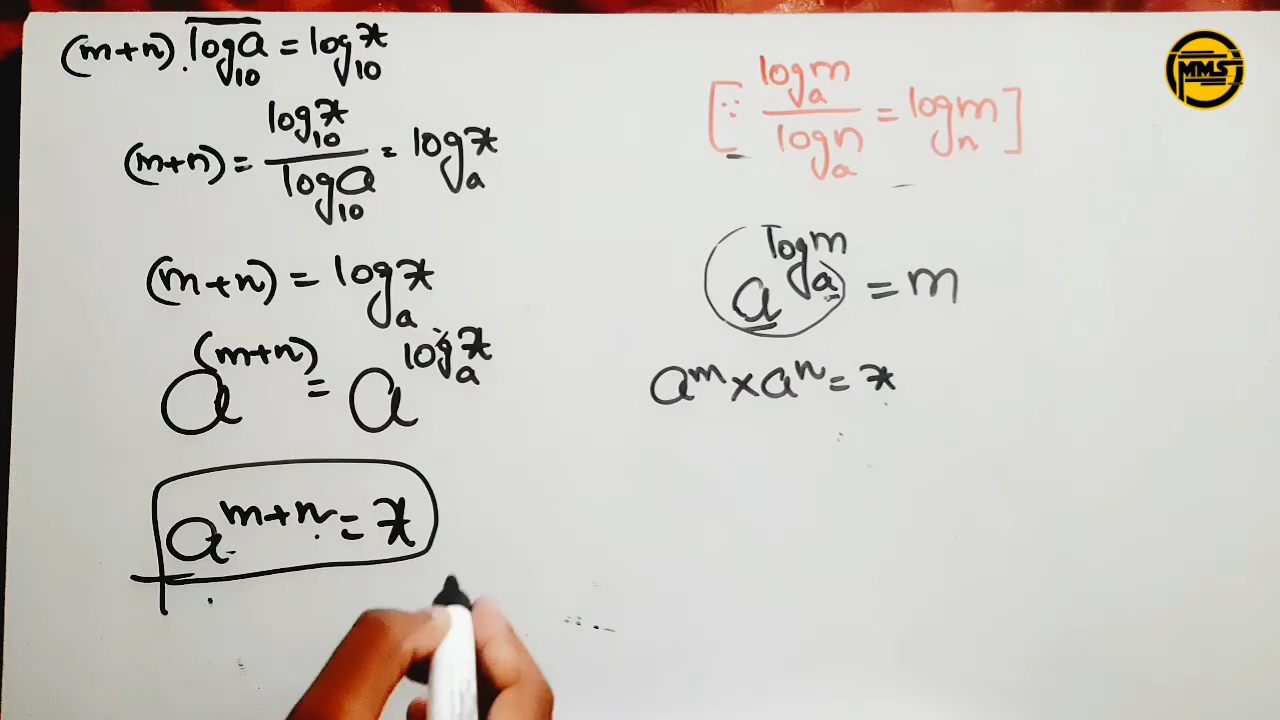 (m+n) . log₁₀a = log₁₀x
(m+n) = log₁₀x / log₁₀a = logₐx
(m+n) = logₐx
a^(m+n) = a^(logₐx)
a^(m+n) = x
[∵ logₐm / logₐn = logₙm]
a^(logₐm) = m
a^m × a^n = x
MMS